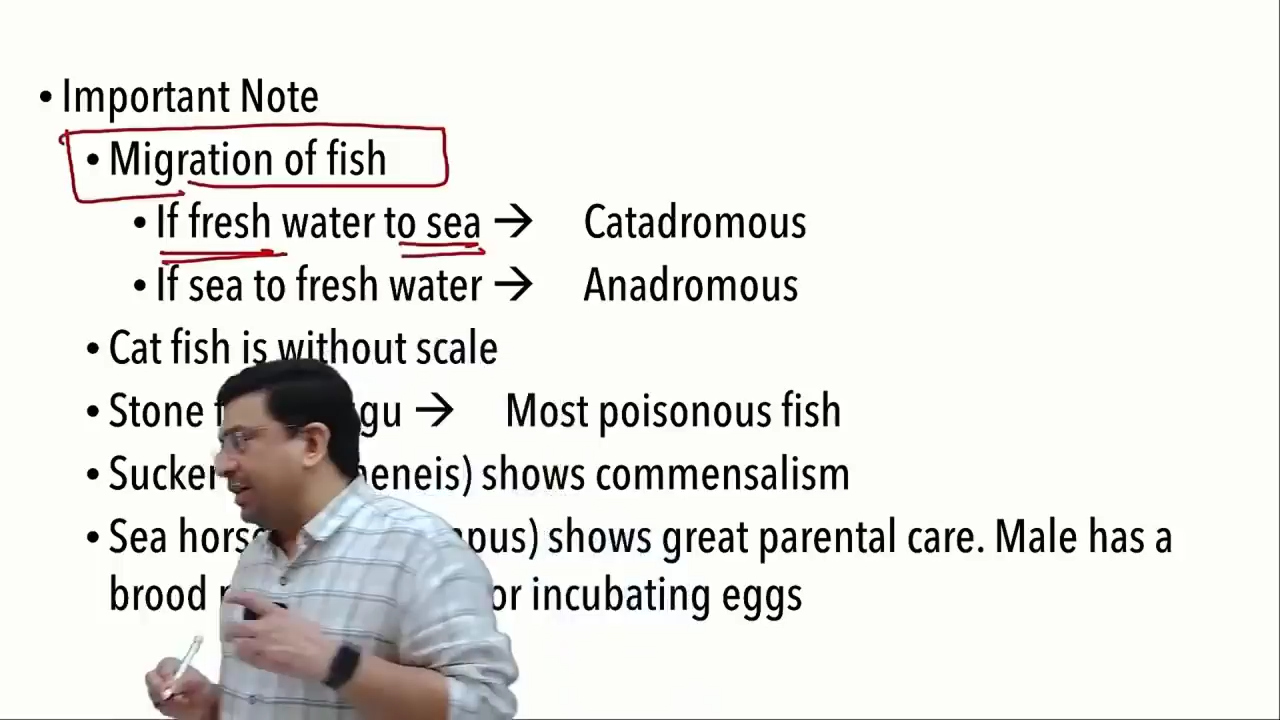 • Important Note
• Migration of fish
• If fresh water to sea → Catadromous
• If sea to fresh water → Anadromous
• Cat fish is without scale
• Stone gu → Most poisonous fish
• Sucker eneis) shows commensalism
• Sea hors pus) shows great parental care. Male has a
brood or incubating eggs